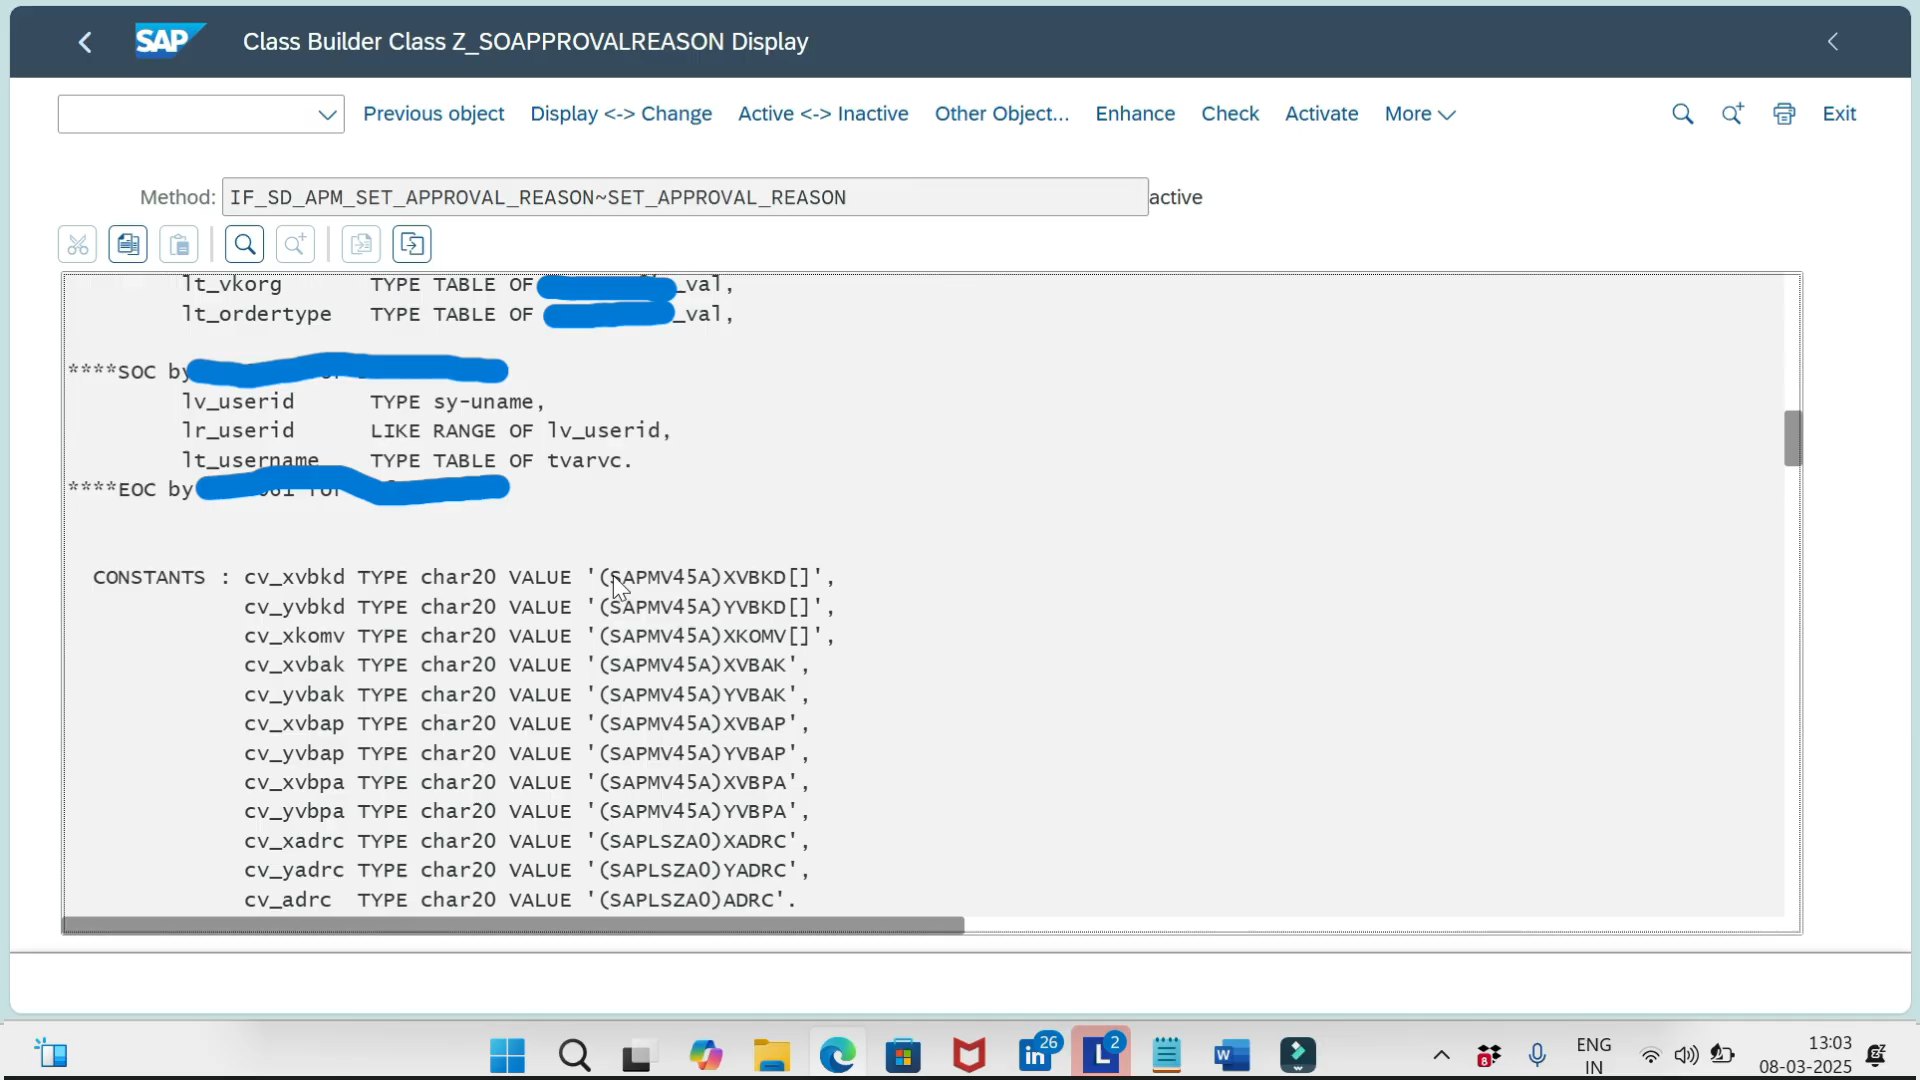 SAP Class Builder Class Z_SOAPPROVALREASON Display
Previous object Display <-> Change Active <-> Inactive Other Object... Enhance Check Activate More Exit
Method: IF_SD_APM_SET_APPROVAL_REASON~SET_APPROVAL_REASON active
lt_vkorg TYPE TABLE OF _val,
lt_ordertype TYPE TABLE OF _val,
****SOC by
lv_userid TYPE sy-uname,
lr_userid LIKE RANGE OF lv_userid,
lt_username TYPE TABLE OF tvarvc.
****EOC by
CONSTANTS : cv_xvbkd TYPE char20 VALUE '(SAPMV45A)XVBKD[]',
cv_yvbkd TYPE char20 VALUE '(SAPMV45A)YVBKD[]',
cv_xkomv TYPE char20 VALUE '(SAPMV45A)XKOMV[]',
cv_xvbak TYPE char20 VALUE '(SAPMV45A)XVBAK',
cv_yvbak TYPE char20 VALUE '(SAPMV45A)YVBAK',
cv_xvbap TYPE char20 VALUE '(SAPMV45A)XVBAP',
cv_yvbap TYPE char20 VALUE '(SAPMV45A)YVBAP',
cv_xvbpa TYPE char20 VALUE '(SAPMV45A)XVBPA',
cv_yvbpa TYPE char20 VALUE '(SAPMV45A)YVBPA',
cv_xadrc TYPE char20 VALUE '(SAPLSZA0)XADRC',
cv_yadrc TYPE char20 VALUE '(SAPLSZA0)YADRC',
cv_adrc TYPE char20 VALUE '(SAPLSZA0)ADRC'.
26 2 8 ENG 13:03
IN 08-03-2025